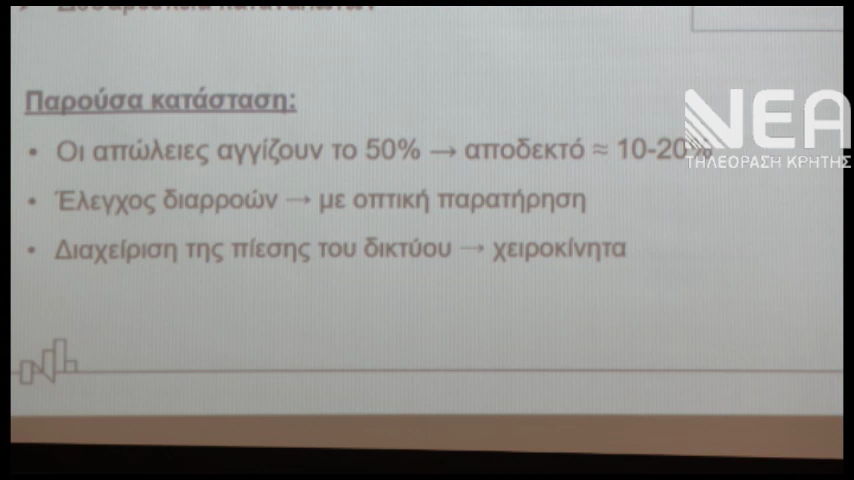 Παρούσα κατάσταση:
• Οι απώλειες αγγίζουν το 50% → αποδεκτό ≈ 10-20%
• Έλεγχος διαρροών → με οπτική παρατήρηση
• Διαχείριση της πίεσης του δικτύου → χειροκίνητα
ΝΕΑ
ΤΗΛΕΟΡΑΣΗ ΚΡΗΤΗΣ